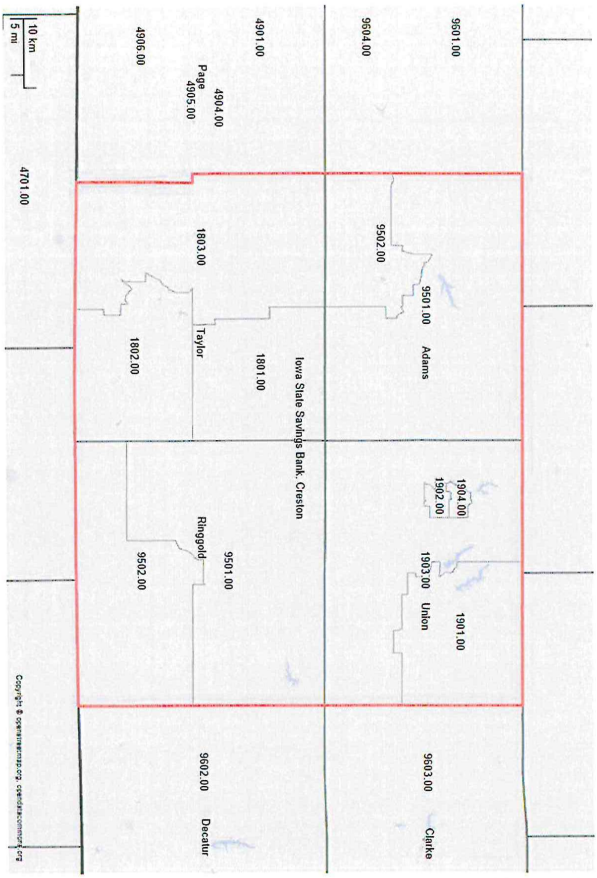 9601.00
9604.00
4901.00
4906.00
4904.00
Page
4905.00
4701.00
10 km
5 mi
9502.00
9501.00
Adams
1803.00
Taylor
1801.00
1802.00
Iowa State Savings Bank, Creston
1904.00
1902.00
1903.00
Union
1901.00
Ringgold
9501.00
9502.00
9603.00
Clarke
9602.00
Decatur
Copyright © openstreetmap.org, opendatacommons.org